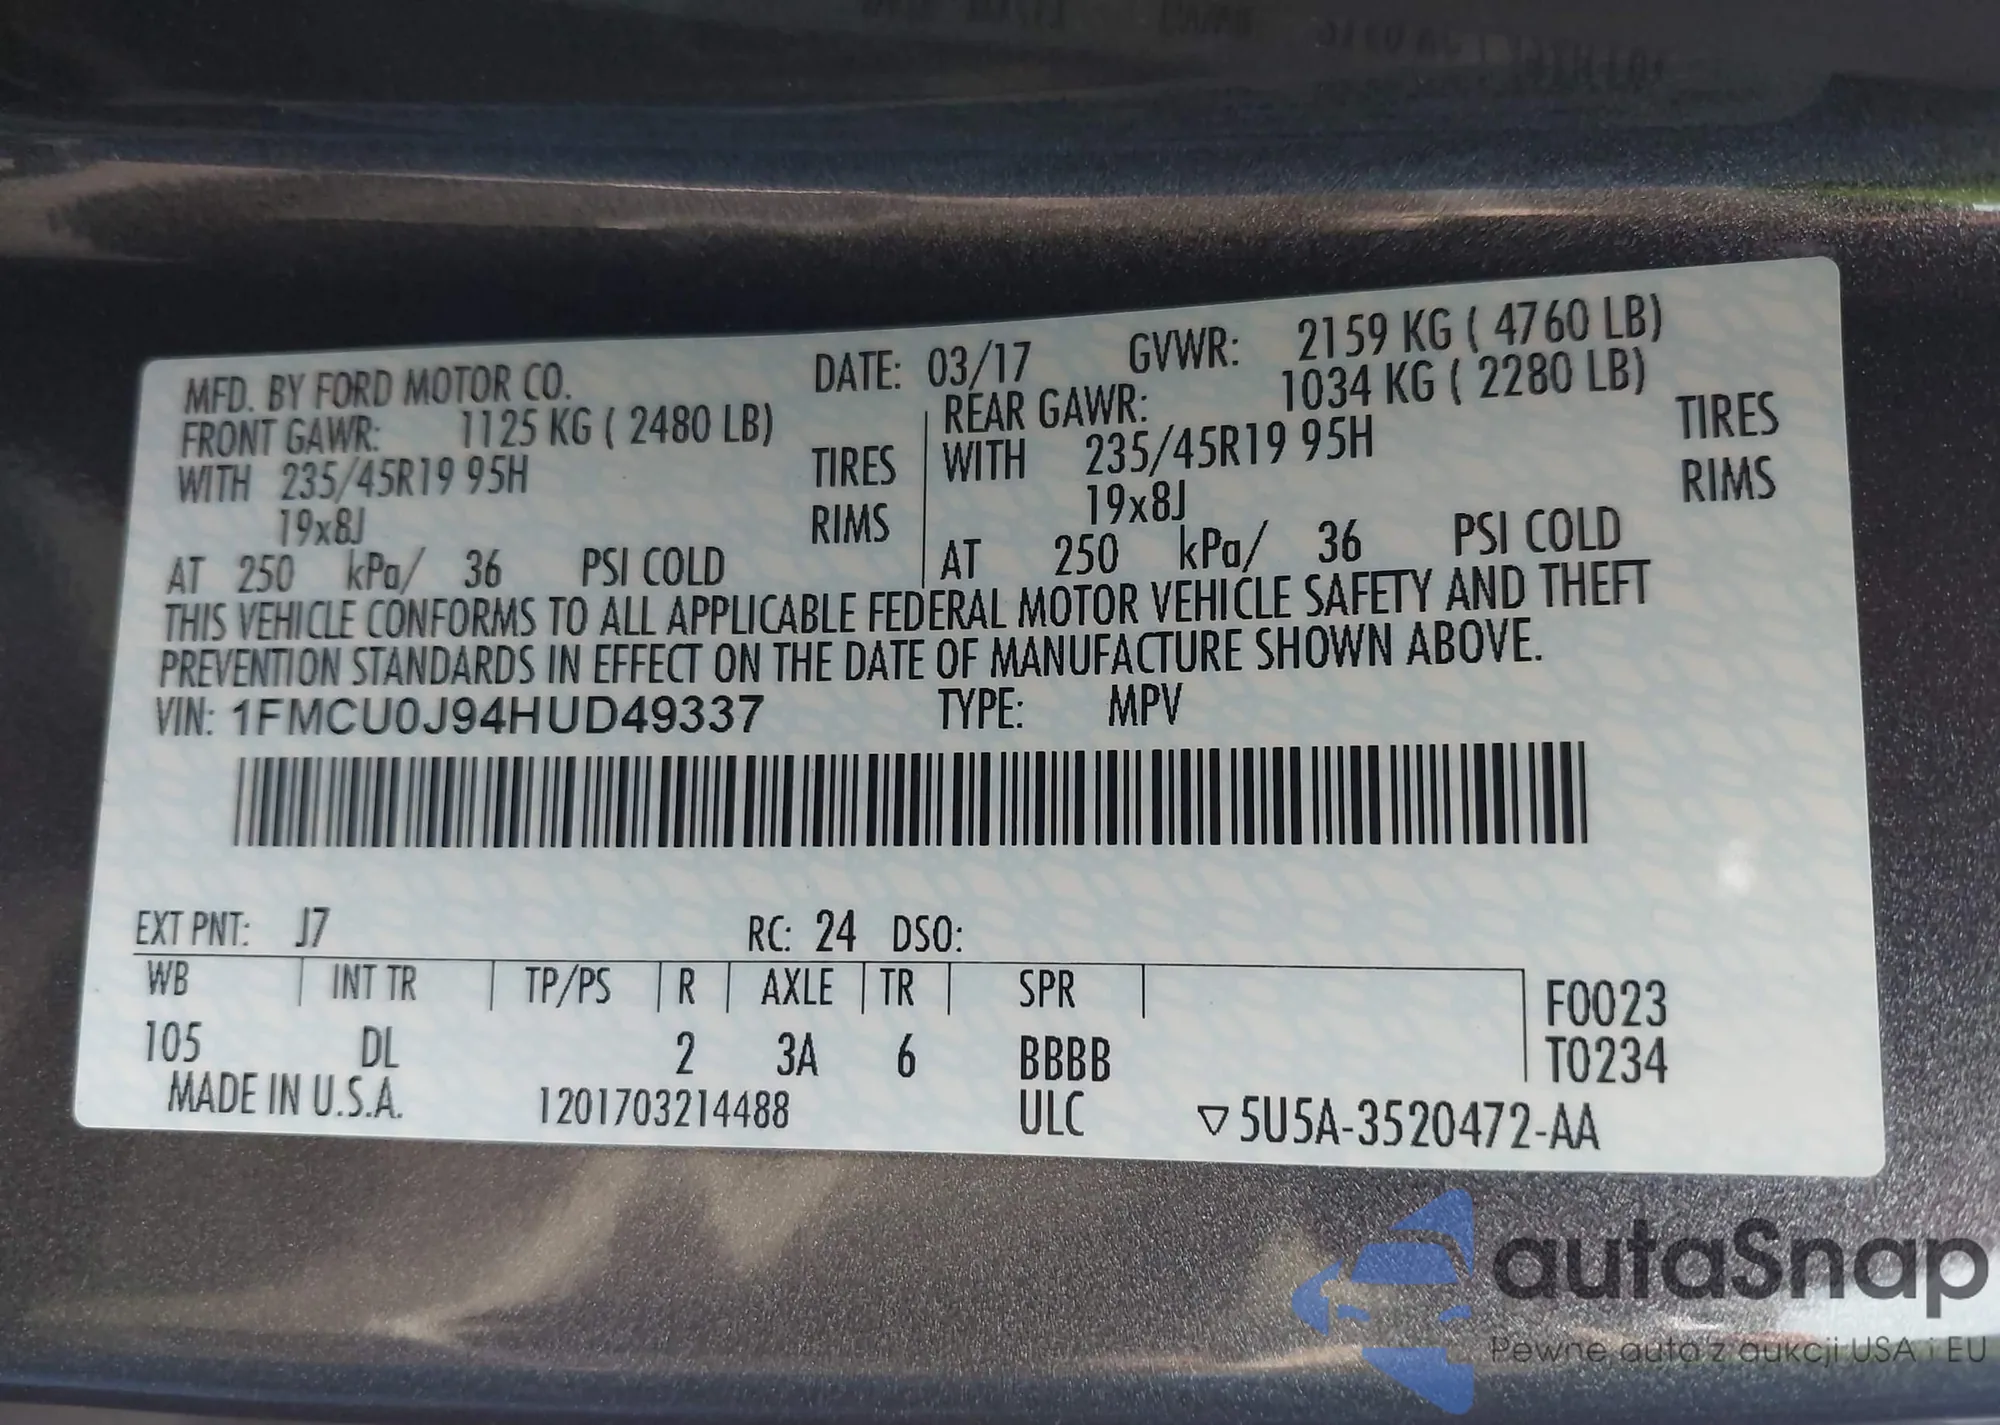 MFD. BY FORD MOTOR CO. DATE: 03/17 GVWR: 2159 KG ( 4760 LB)
FRONT GAWR: 1125 KG ( 2480 LB) REAR GAWR: 1034 KG ( 2280 LB)
WITH 235/45R19 95H TIRES WITH 235/45R19 95H TIRES
19x8J RIMS 19x8J RIMS
AT 250 kPa/ 36 PSI COLD AT 250 kPa/ 36 PSI COLD
THIS VEHICLE CONFORMS TO ALL APPLICABLE FEDERAL MOTOR VEHICLE SAFETY AND THEFT
PREVENTION STANDARDS IN EFFECT ON THE DATE OF MANUFACTURE SHOWN ABOVE.
VIN: 1FMCU0J94HUD49337 TYPE: MPV
EXT PNT: J7 RC: 24 DSO:
WB INT TR TP/PS R AXLE TR SPR F0023
105 DL 2 3A 6 BBBB T0234
MADE IN U.S.A. 1201703214488 ULC ▽5U5A-3520472-AA
autaSnap
Pewne auta z aukcji USA i EU